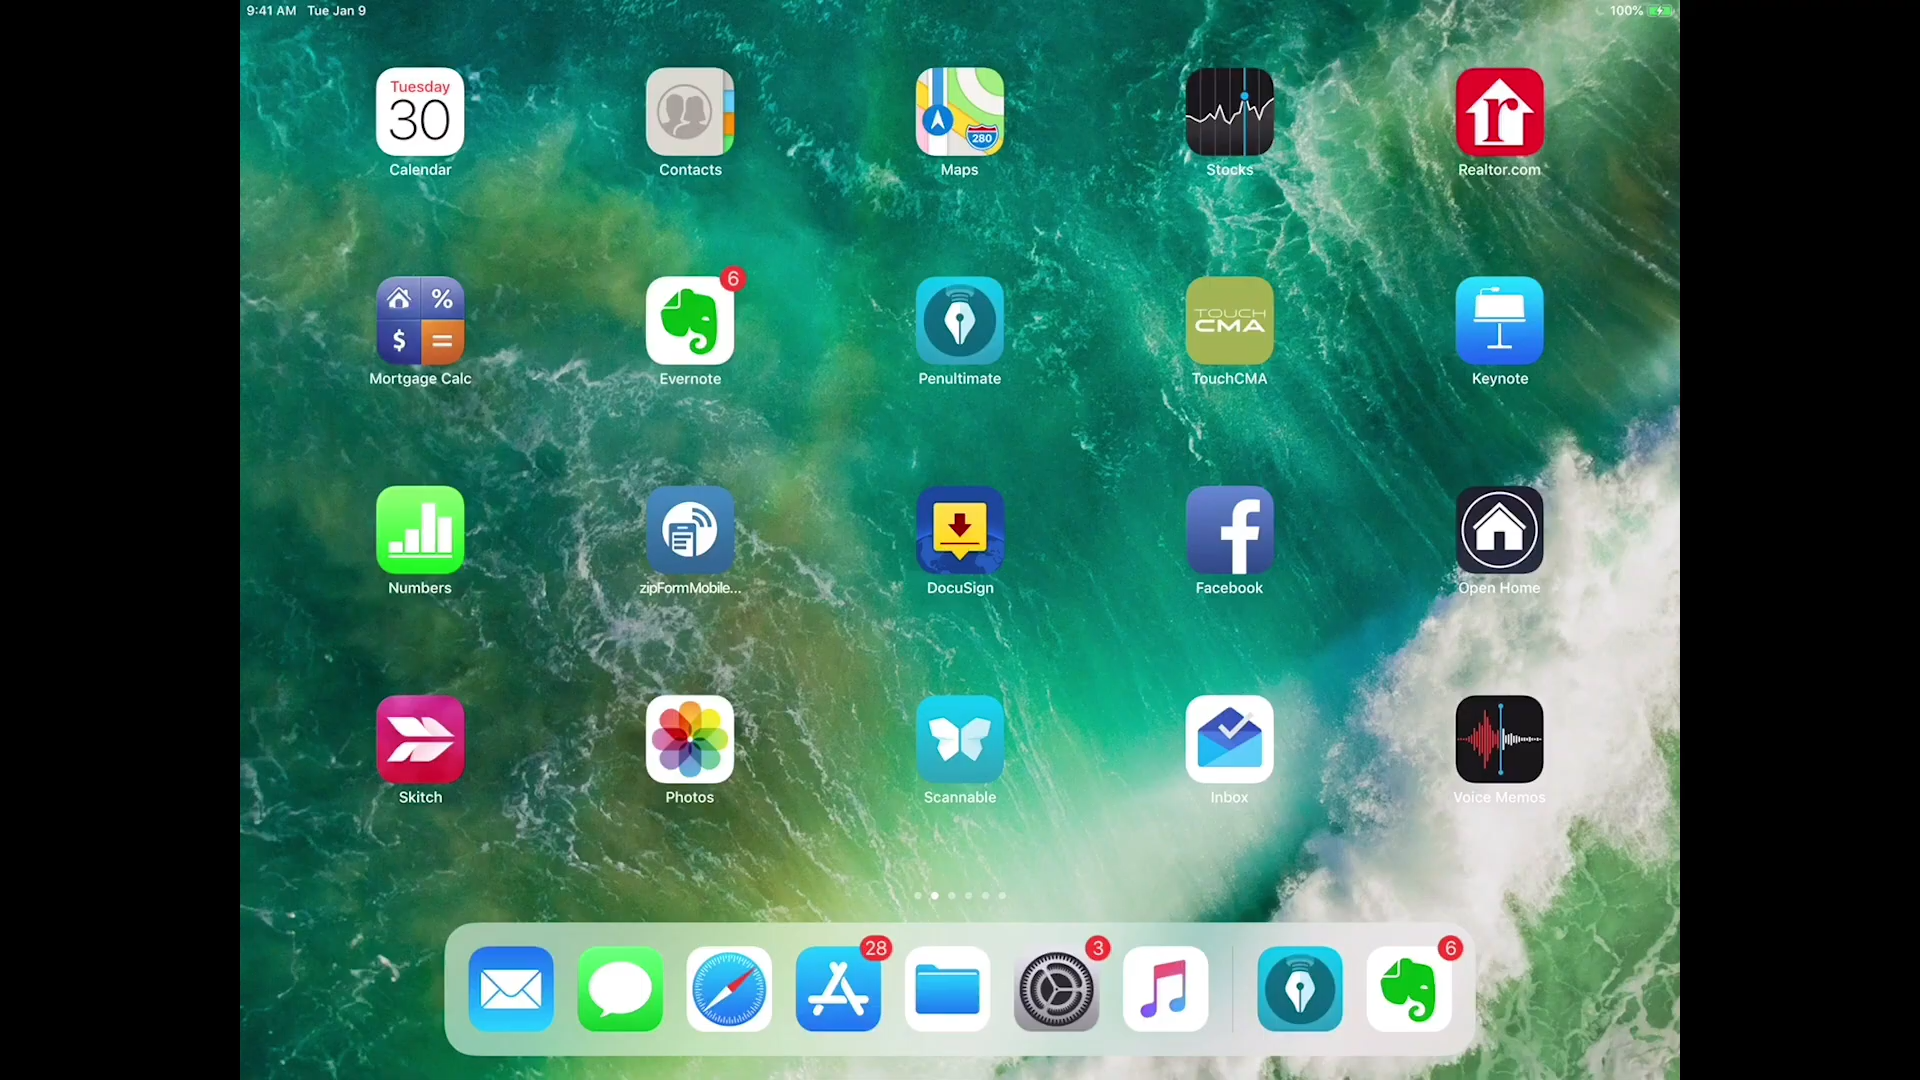 9:41 AM Tue Jan 9
100%
Tuesday
30
280
r
Calendar
Contacts
Maps
Stocks
Realtor.com
%
$ =
6
TOUCH
CMA
Mortgage Calc
Evernote
Penultimate
TouchCMA
Keynote
f
Numbers
zipFormMobile...
DocuSign
Facebook
Open Home
Skitch
Photos
Scannable
Inbox
Voice Memos
28
3
6